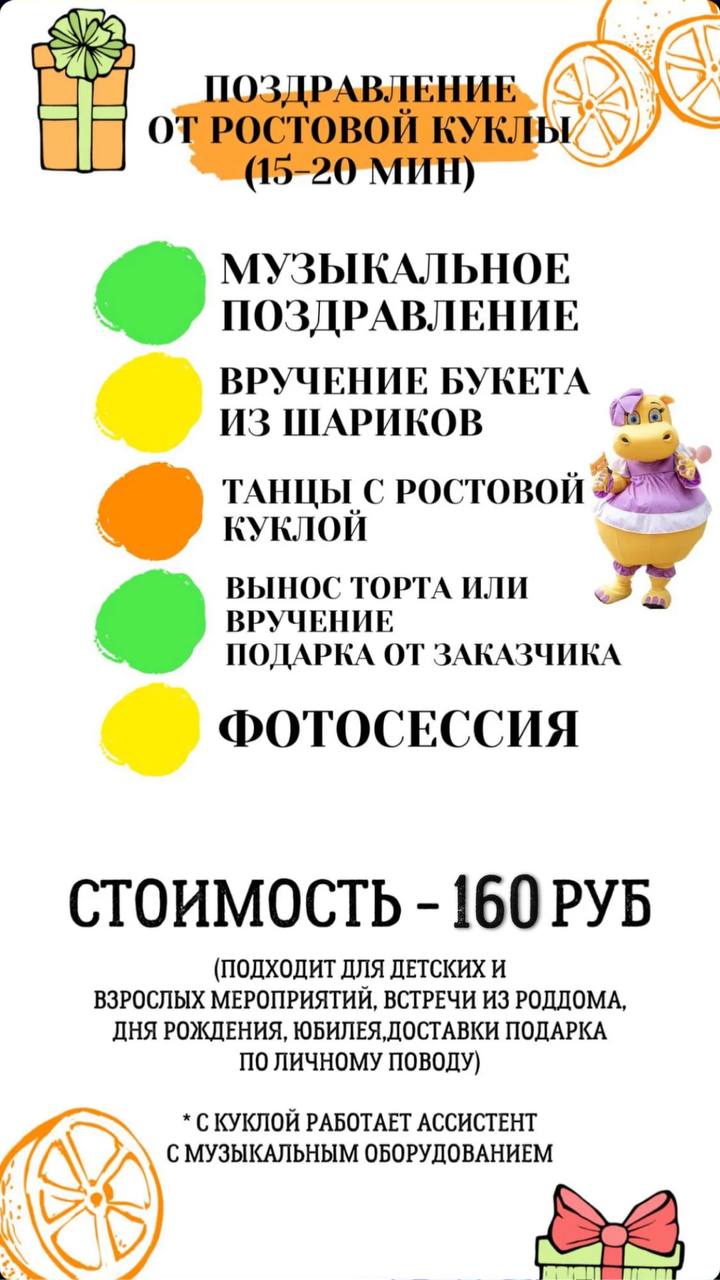 ПОЗДРАВЛЕНИЕ
ОТ РОСТОВОЙ КУКЛЫ
(15-20 МИН)
МУЗЫКАЛЬНОЕ
ПОЗДРАВЛЕНИЕ
ВРУЧЕНИЕ БУКЕТА
ИЗ ШАРИКОВ
ТАНЦЫ С РОСТОВОЙ
КУКЛОЙ
ВЫНОС ТОРТА ИЛИ
ВРУЧЕНИЕ
ПОДАРКА ОТ ЗАКАЗЧИКА
ФОТОСЕССИЯ
СТОИМОСТЬ - 160 РУБ
(ПОДХОДИТ ДЛЯ ДЕТСКИХ И
ВЗРОСЛЫХ МЕРОПРИЯТИЙ, ВСТРЕЧИ ИЗ РОДДОМА,
ДНЯ РОЖДЕНИЯ, ЮБИЛЕЯ,ДОСТАВКИ ПОДАРКА
ПО ЛИЧНОМУ ПОВОДУ)
* С КУКЛОЙ РАБОТАЕТ АССИСТЕНТ
С МУЗЫКАЛЬНЫМ ОБОРУДОВАНИЕМ